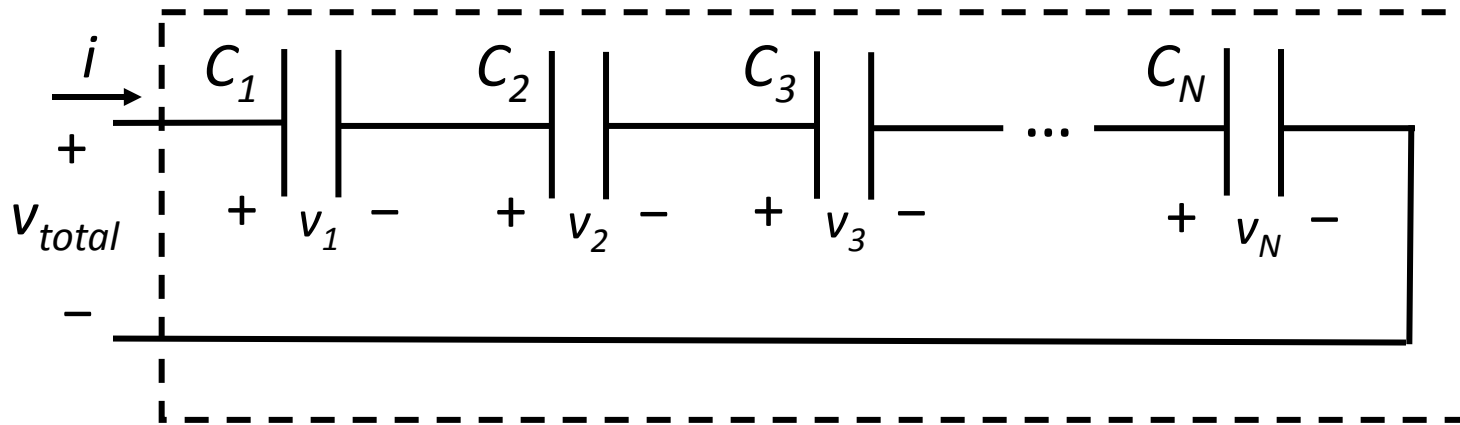 i
C1 C2 C3 CN
...
+
vtotal
−
+ v1 − + v2 − + v3 − + vN −